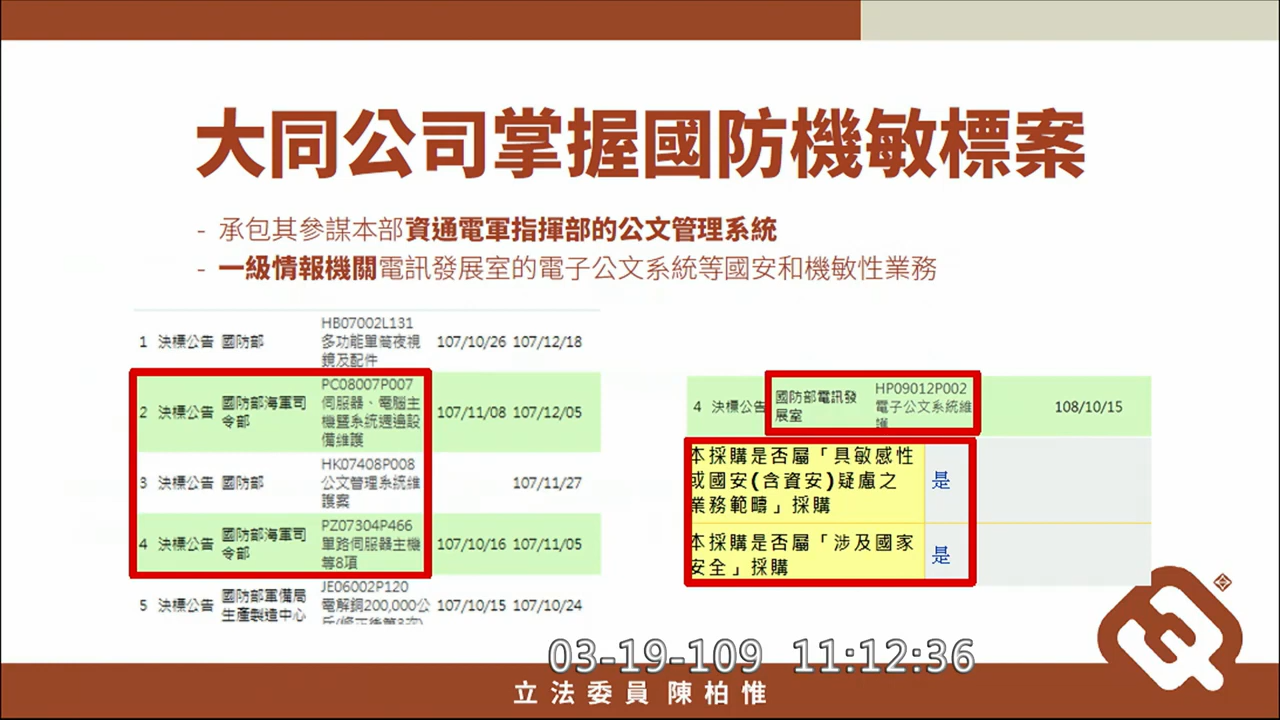 大同公司掌握國防機敏標案
- 承包其參謀本部資通電軍指揮部的公文管理系統
- 一級情報機關電訊發展室的電子公文系統等國安和機敏性業務
1 決標公告 國防部 HB07002L131 多功能單筒夜視鏡及配件 107/10/26 107/12/18
2 決標公告 國防部海軍司令部 PC08007P007 伺服器、電腦主機暨系統週邊設備維護 107/11/08 107/12/05
3 決標公告 國防部 HK07408P008 公文管理系統維護案 107/11/27
4 決標公告 國防部海軍司令部 PZ07304P466 單路伺服器主機等8項 107/10/16 107/11/05
5 決標公告 國防部軍備局生產製造中心 JE06002P120 電解銅200,000公斤(修正後第3次) 107/10/15 107/10/24
4 決標公告 國防部電訊發展室 HP09012P002 電子公文系統維護 108/10/15
本採購是否屬「具敏感性
或國安(含資安)疑慮之 是
業務範疇」採購
本採購是否屬「涉及國家 是
安全」採購
03-19-109 11:12:36
立法委員 陳柏惟